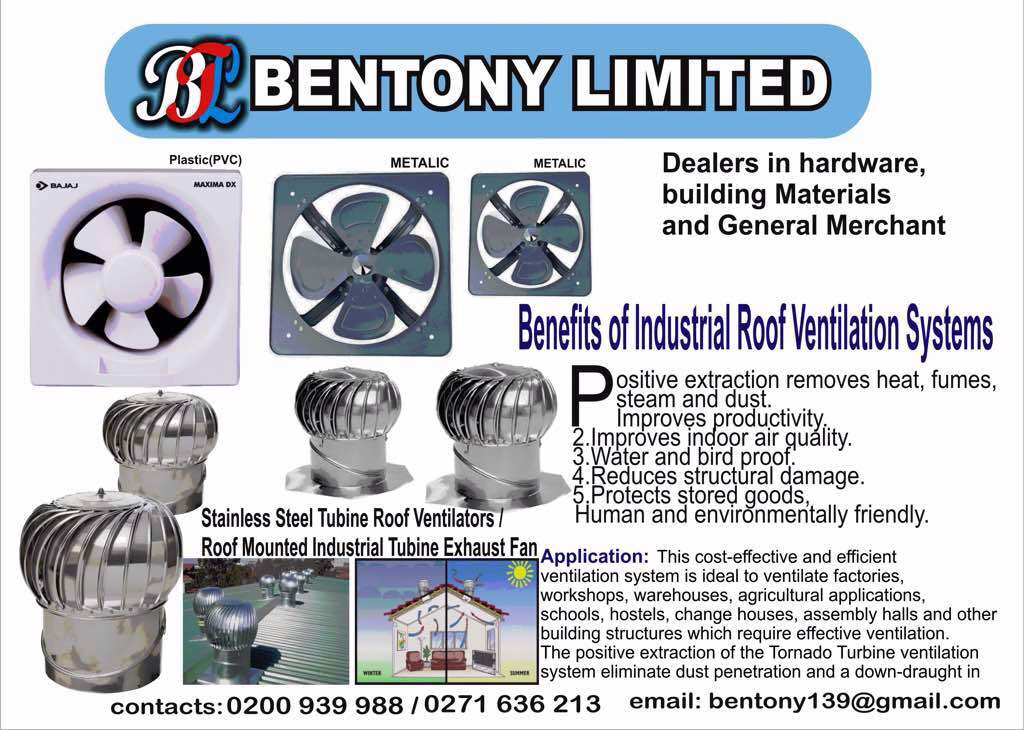 BTL BENTONY LIMITED
Plastic(PVC)
METALIC
METALIC
BAJAJ
MAXIMA DX
Dealers in hardware,
building Materials
and General Merchant
Benefits of Industrial Roof Ventilation Systems
Positive extraction removes heat, fumes,
steam and dust.
Improves productivity.
2.Improves indoor air quality.
3.Water and bird proof.
4.Reduces structural damage.
5.Protects stored goods,
Human and environmentally friendly.
Stainless Steel Tubine Roof Ventilators /
Roof Mounted Industrial Tubine Exhaust Fan
WINTER
SUMMER
Application: This cost-effective and efficient
ventilation system is ideal to ventilate factories,
workshops, warehouses, agricultural applications,
schools, hostels, change houses, assembly halls and other
building structures which require effective ventilation.
The positive extraction of the Tornado Turbine ventilation
system eliminate dust penetration and a down-draught in
contacts: 0200 939 988 / 0271 636 213
email: bentony139@gmail.com